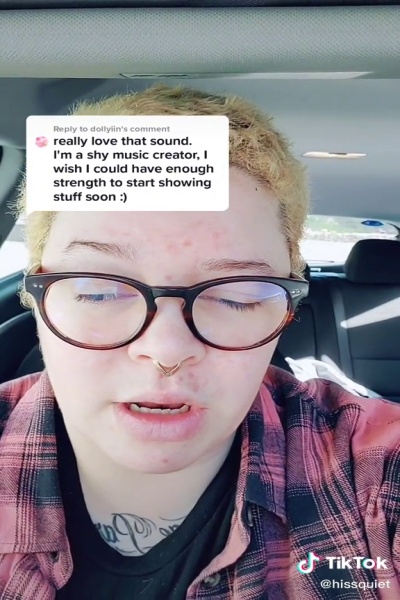 Reply to dollyiin's comment
really love that sound.
I'm a shy music creator, I
wish I could have enough
strength to start showing
stuff soon :)
TikTok
@hissquiet